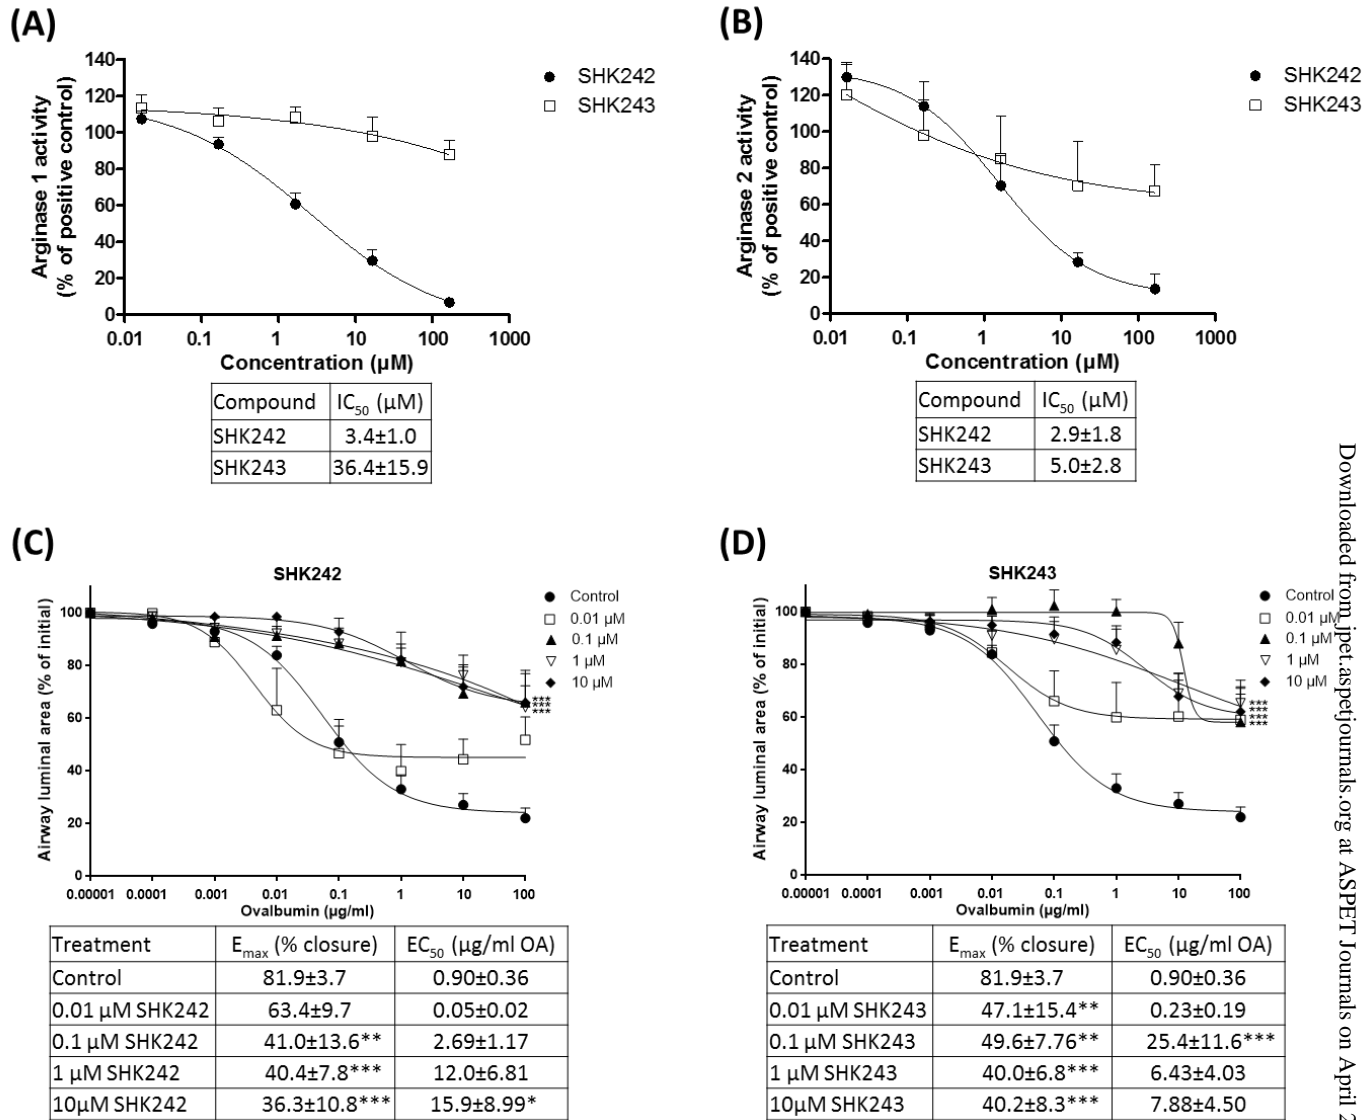 (A)
Arginase 1 activity
(% of positive control)
140
120
100
80
60
40
20
0
0.01 0.1 1 10 100 1000
Concentration (µM)
SHK242
SHK243
Compound IC50 (µM)
SHK242 3.4±1.0
SHK243 36.4±15.9
(B)
Arginase 2 activity
(% of positive control)
140
120
100
80
60
40
20
0
0.01 0.1 1 10 100 1000
Concentration (µM)
SHK242
SHK243
Compound IC50 (µM)
SHK242 2.9±1.8
SHK243 5.0±2.8
(C)
SHK242
Airway luminal area (% of initial)
100
80
60
40
20
0
0.00001 0.0001 0.001 0.01 0.1 1 10 100
Ovalbumin (µg/ml)
Control
0.01 µM
0.1 µM
1 µM
10 µM
***
***
***
Treatment Emax (% closure) EC50 (µg/ml OA)
Control 81.9±3.7 0.90±0.36
0.01 µM SHK242 63.4±9.7 0.05±0.02
0.1 µM SHK242 41.0±13.6** 2.69±1.17
1 µM SHK242 40.4±7.8*** 12.0±6.81
10µM SHK242 36.3±10.8*** 15.9±8.99*
(D)
SHK243
Airway luminal area (% of initial)
100
80
60
40
20
0
0.00001 0.0001 0.001 0.01 0.1 1 10 100
Ovalbumin (µg/ml)
Control
0.01 µM
0.1 µM
1 µM
10 µM
***
***
***
***
Treatment Emax (% closure) EC50 (µg/ml OA)
Control 81.9±3.7 0.90±0.36
0.01 µM SHK243 47.1±15.4** 0.23±0.19
0.1 µM SHK243 49.6±7.76** 25.4±11.6***
1 µM SHK243 40.0±6.8*** 6.43±4.03
10µM SHK243 40.2±8.3*** 7.88±4.50
Downloaded from jpet.aspetjournals.org at ASPET Journals on April 2